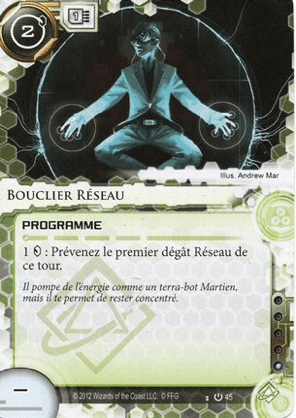 2
1
Illus. Andrew Mar
BOUCLIER RÉSEAU
PROGRAMME
1 : Prévenez le premier dégât Réseau de
ce tour.
Il pompe de l'énergie comme un terra-bot Martien,
mais il te permet de rester concentré.
–
© 2012 Wizards of the Coast LLC. © FFG
45